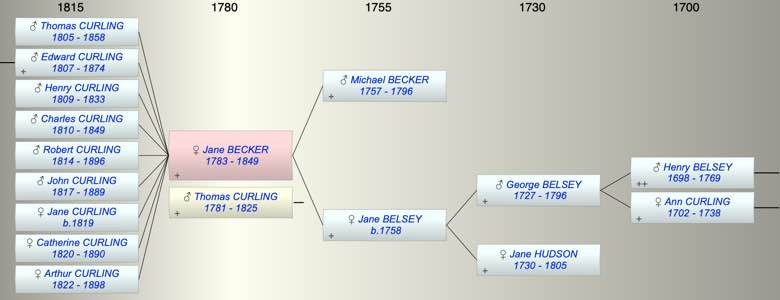 1815 1780 1755 1730 1700
♂ Thomas CURLING
1805 - 1858
♂ Edward CURLING
1807 - 1874
+
♂ Henry CURLING
1809 - 1833
♂ Charles CURLING
1810 - 1849
♂ Robert CURLING
1814 - 1896
♂ John CURLING
1817 - 1889
♀ Jane CURLING
b.1819
♀ Catherine CURLING
1820 - 1890
♀ Arthur CURLING
1822 - 1898
♀ Jane BECKER
1783 - 1849
+
♂ Thomas CURLING
1781 - 1825
+
♂ Michael BECKER
1757 - 1796
+
♀ Jane BELSEY
b.1758
+
♂ George BELSEY
1727 - 1796
+
♀ Jane HUDSON
1730 - 1805
+
♂ Henry BELSEY
1698 - 1769
++
♀ Ann CURLING
1702 - 1738
+